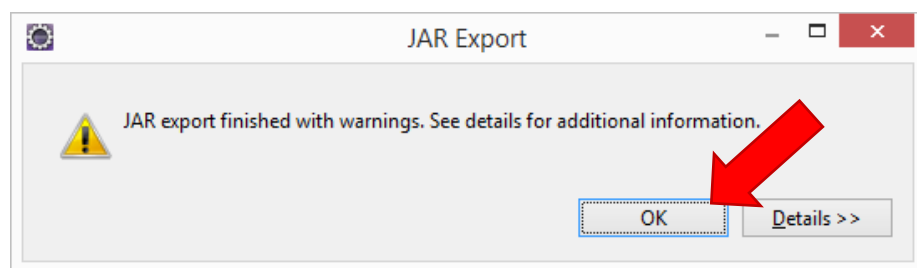 JAR Export
JAR export finished with warnings. See details for additional information.
OK
Details >>